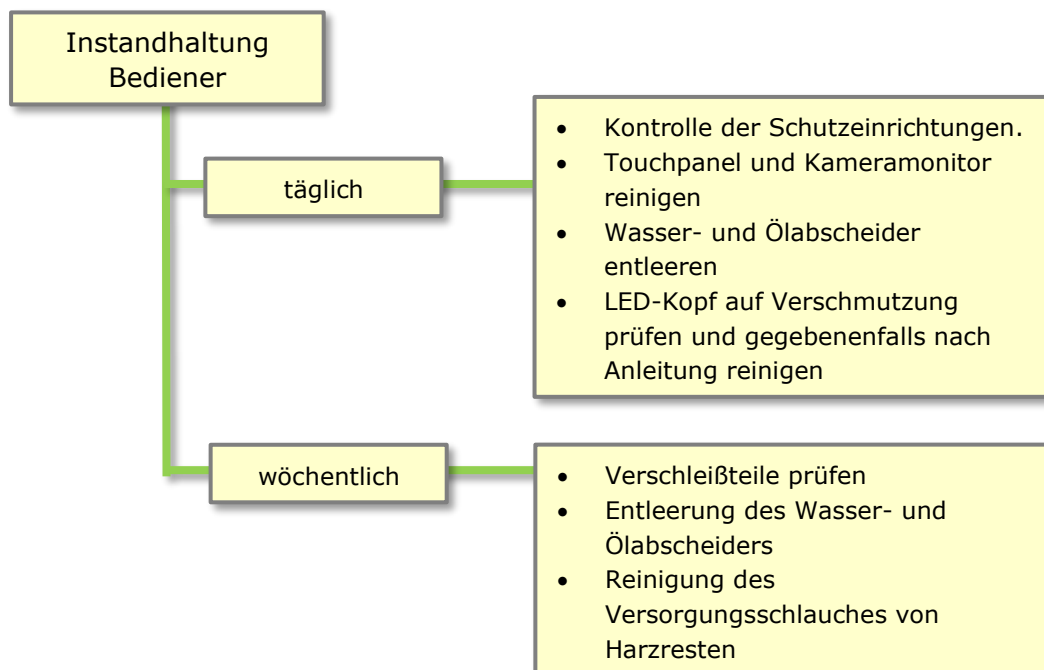 Instandhaltung
Bediener
täglich
• Kontrolle der Schutzeinrichtungen.
• Touchpanel und Kameramonitor
reinigen
• Wasser- und Ölabscheider
entleeren
• LED-Kopf auf Verschmutzung
prüfen und gegebenenfalls nach
Anleitung reinigen
wöchentlich
• Verschleißteile prüfen
• Entleerung des Wasser- und
Ölabscheiders
• Reinigung des
Versorgungsschlauches von
Harzresten